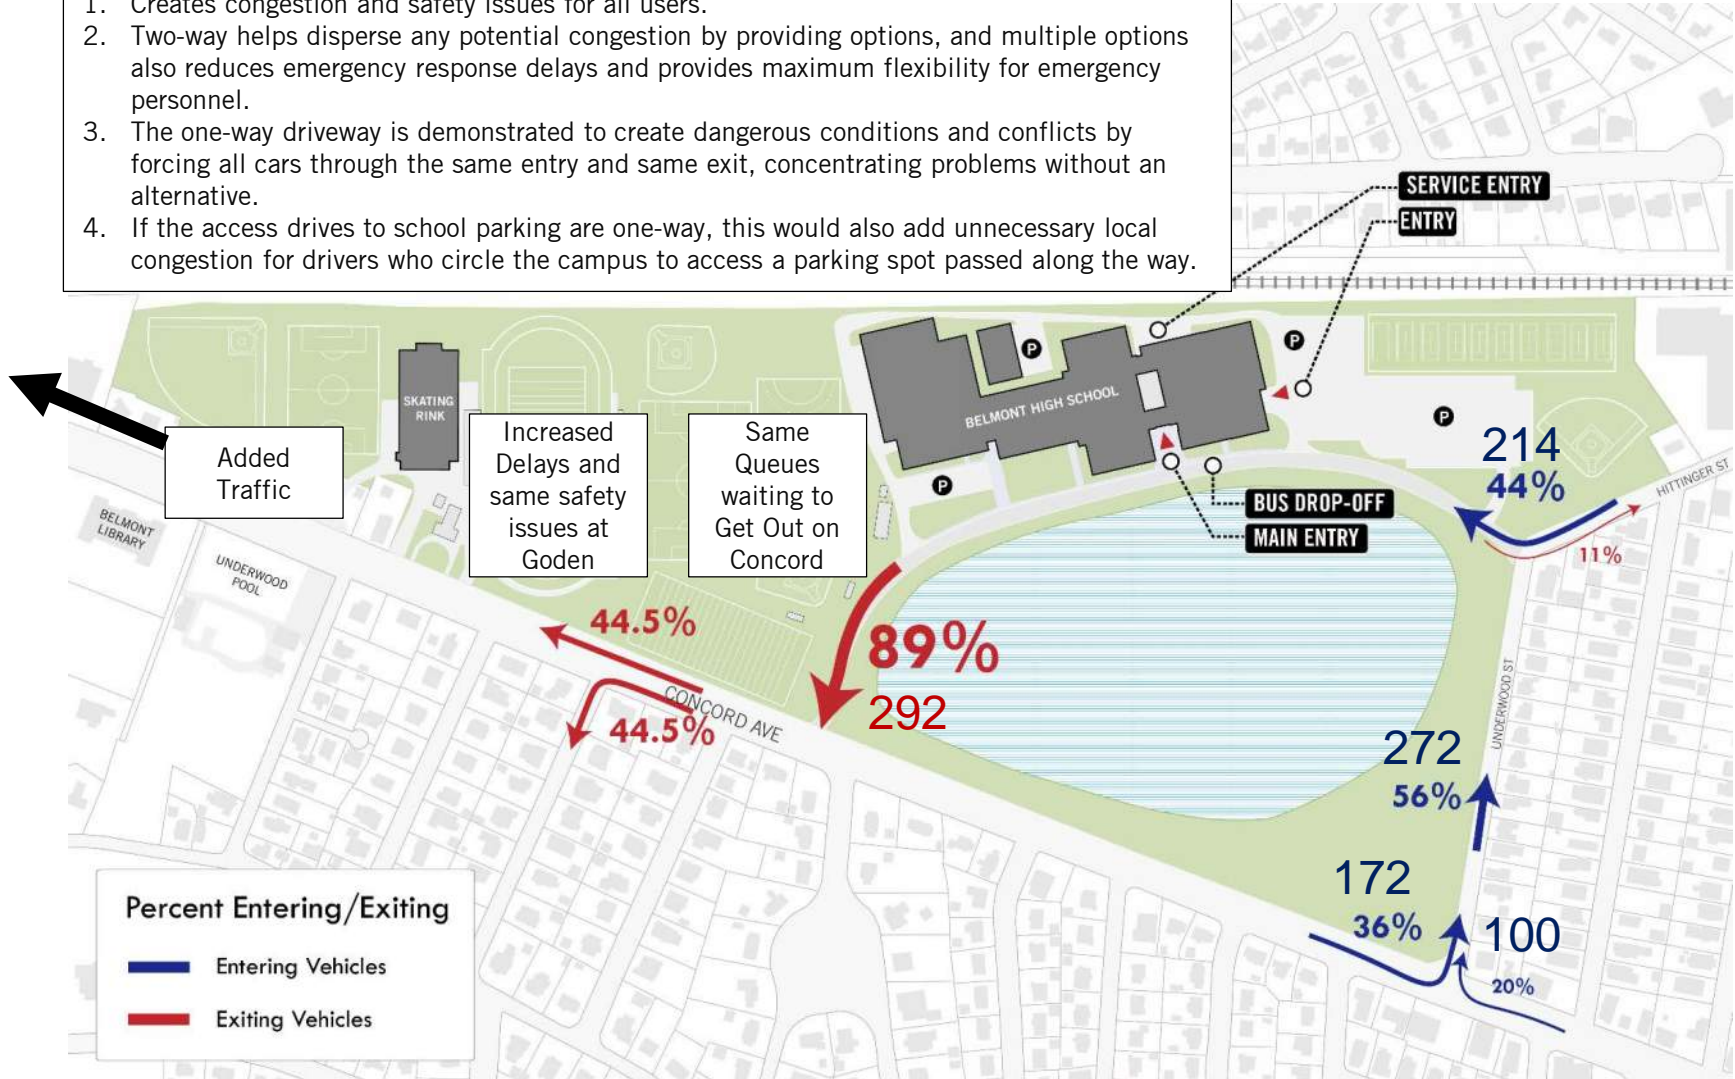 1. Creates congestion and safety issues for all users.
2. Two-way helps disperse any potential congestion by providing options, and multiple options
also reduces emergency response delays and provides maximum flexibility for emergency
personnel.
3. The one-way driveway is demonstrated to create dangerous conditions and conflicts by
forcing all cars through the same entry and same exit, concentrating problems without an
alternative.
4. If the access drives to school parking are one-way, this would also add unnecessary local
congestion for drivers who circle the campus to access a parking spot passed along the way.
SERVICE ENTRY
ENTRY
P
P
P
P
SKATING
RINK
BELMONT HIGH SCHOOL
Added
Traffic
Increased
Delays and
same safety
issues at
Goden
Same
Queues
waiting to
Get Out on
Concord
BUS DROP-OFF
MAIN ENTRY
214
44%
HITTINGER ST
11%
BELMONT
LIBRARY
UNDERWOOD
POOL
44.5%
44.5%
CONCORD AVE
89%
292
UNDERWOOD ST
272
56%
172
36%
100
20%
Percent Entering/Exiting
Entering Vehicles
Exiting Vehicles